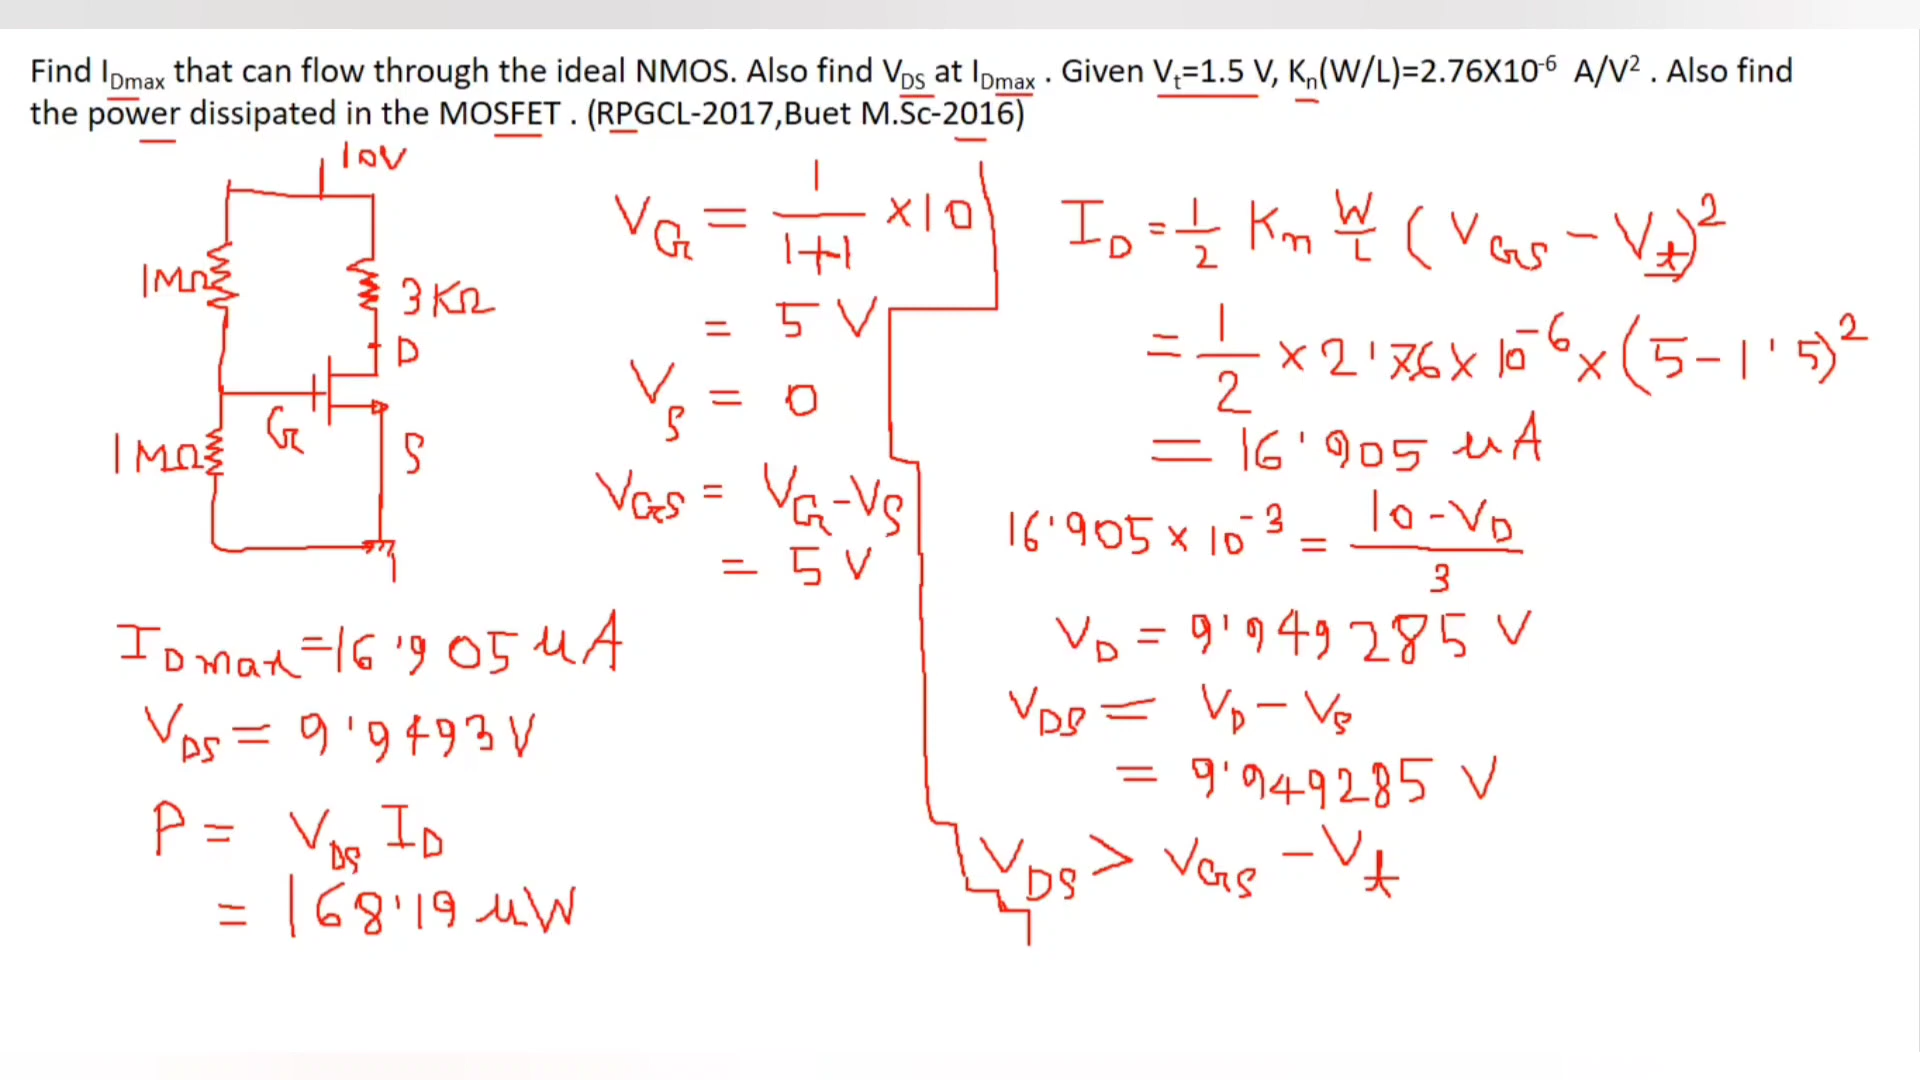 Find I_Dmax that can flow through the ideal NMOS. Also find V_DS at I_Dmax . Given V_t=1.5 V, K_n(W/L)=2.76X10^-6 A/V^2 . Also find
the power dissipated in the MOSFET . (RPGCL-2017,Buet M.Sc-2016)
10V
1MΩ
3KΩ
D
G
1MΩ
S
I_Dmax=16.905 μA
V_DS = 9.9493 V
P = V_DS I_D
= 168.19 μW
V_G = 1/(1+1) ×10
= 5 V
V_S = 0
V_GS = V_G-V_S
= 5 V
I_D = 1/2 K_n W/L (V_GS - V_t)^2
= 1/2 × 2.76 × 10^-6 × (5-1.5)^2
= 16.905 μA
16.905 × 10^-3 = (10-V_D)/3
V_D = 9.949285 V
V_DS = V_D - V_S
= 9.949285 V
V_DS > V_GS - V_t